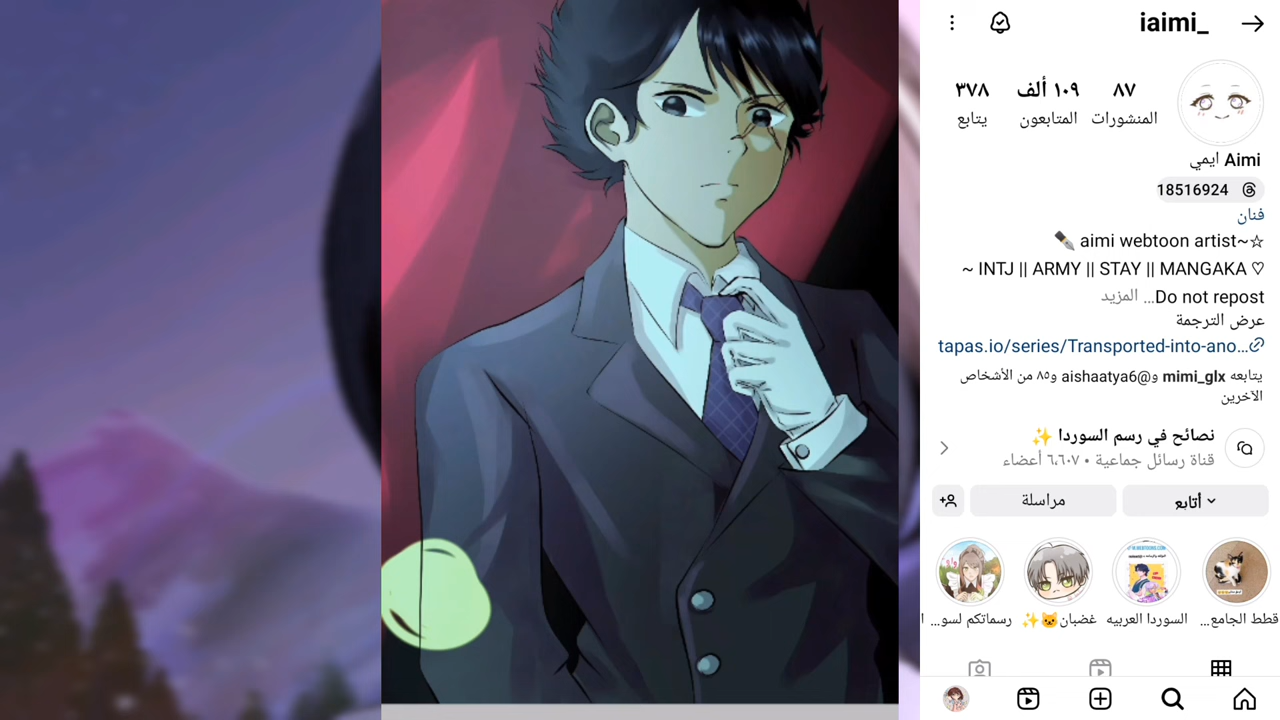 iaimi_
٨٧ ١٠٩ ألف ٣٧٨
المنشورات المتابعون يتابع
Aimi ايمي
18516924
فنان
☆~aimi webtoon artist ✒️
~ INTJ || ARMY || STAY || MANGAKA ♡
Do not repost... المزيد
عرض الترجمة
tapas.io/series/Transported-into-ano...
يتابعه mimi_glx و@aishaatya6 و٨٥ من الأشخاص
الآخرين
نصائح في رسم السوردا ✨
قناة رسائل جماعية • ٦،٦٠٧ أعضاء
أتابع مراسلة
قطط الجامع... السوردا العربيه غضبان🐱✨ رسماتكم لسو...